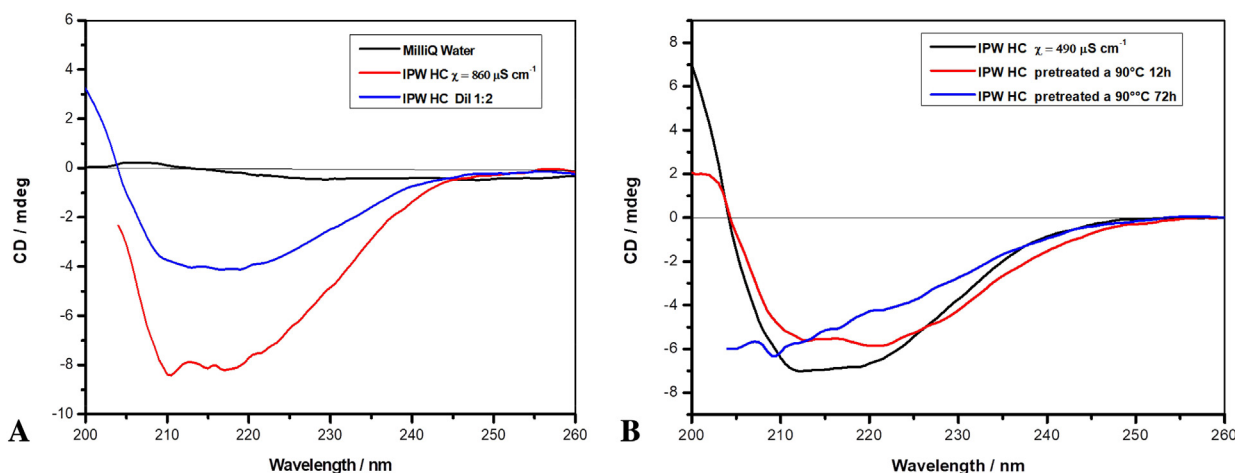 6
4
2
0
-2
-4
-6
-8
-10
CD / mdeg
MilliQ Water
IPW HC χ = 860 µS cm⁻¹
IPW HC Dil 1:2
200 210 220 230 240 250 260
Wavelength / nm
A
8
6
4
2
0
-2
-4
-6
-8
CD / mdeg
IPW HC χ = 490 µS cm⁻¹
IPW HC pretreated a 90°C 12h
IPW HC pretreated a 90°°C 72h
200 210 220 230 240 250 260
Wavelength / nm
B